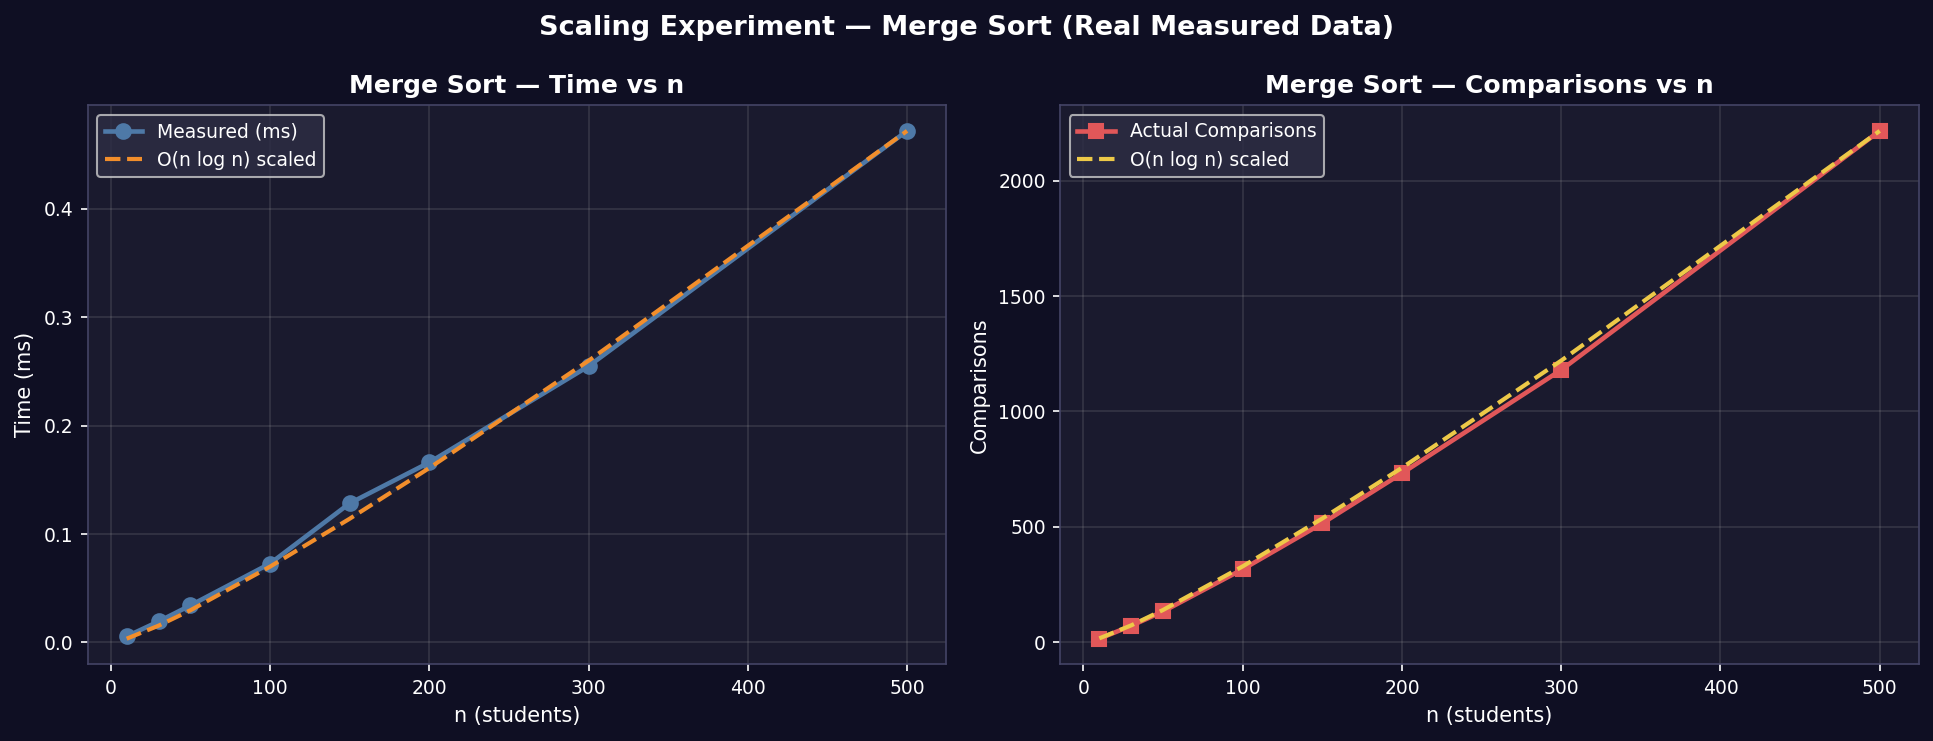 Scaling Experiment — Merge Sort (Real Measured Data)
Merge Sort — Time vs n
Measured (ms)
O(n log n) scaled
Time (ms)
0.4
0.3
0.2
0.1
0.0
0 100 200 300 400 500
n (students)
Merge Sort — Comparisons vs n
Actual Comparisons
O(n log n) scaled
Comparisons
2000
1500
1000
500
0
0 100 200 300 400 500
n (students)